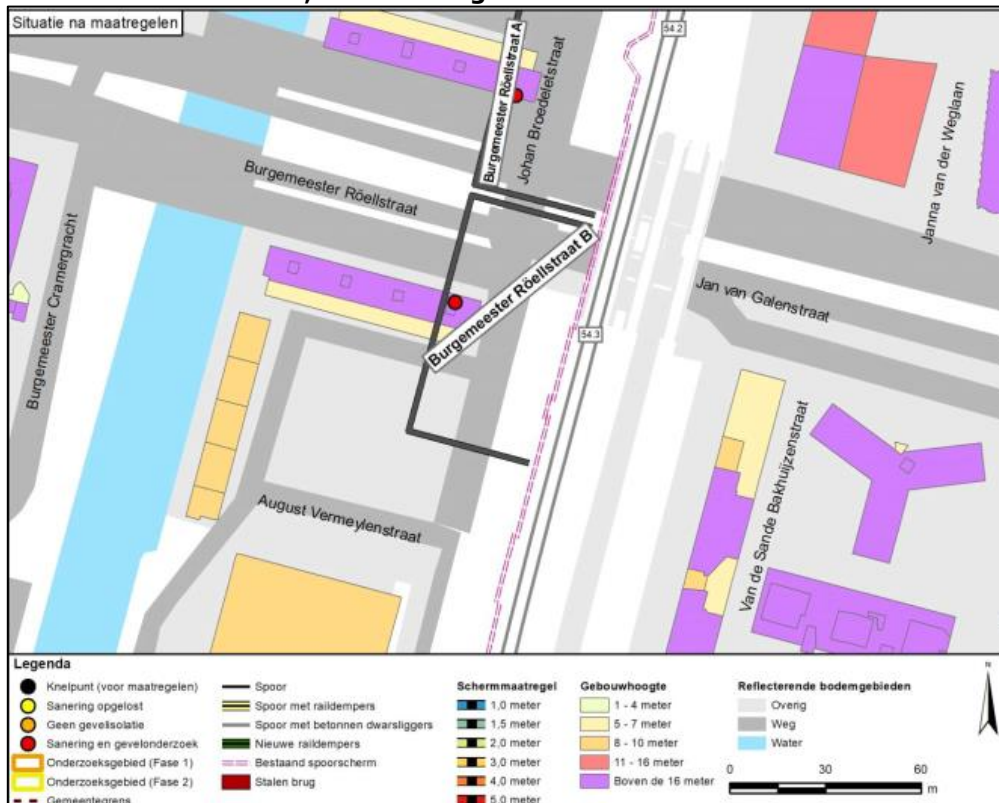 Situatie na maatregelen
54.2
Burgemeester Röellstraat A
Johan Broedeletstraat
Janna van der Weglaan
Burgemeester Röellstraat
Burgemeester Cramergracht
Burgemeester Röellstraat B
Jan van Galenstraat
54.3
August Vermeylenstraat
Van de Sande Bakhuijzenstraat
Legenda
Knelpunt (voor maatregelen)
Sanering opgelost
Geen gevelisolatie
Sanering en gevelonderzoek
Onderzoeksgebied (Fase 1)
Onderzoeksgebied (Fase 2)
Gemeentegrens
Spoor
Spoor met raildempers
Spoor met betonnen dwarsliggers
Nieuwe raildempers
Bestaand spoorscherm
Stalen brug
Schermmaatregel
1,0 meter
1,5 meter
2,0 meter
3,0 meter
4,0 meter
5,0 meter
Gebouwhoogte
1 - 4 meter
5 - 7 meter
8 - 10 meter
11 - 16 meter
Boven de 16 meter
Reflecterende bodemgebieden
Overig
Weg
Water
N
0 30 60
m